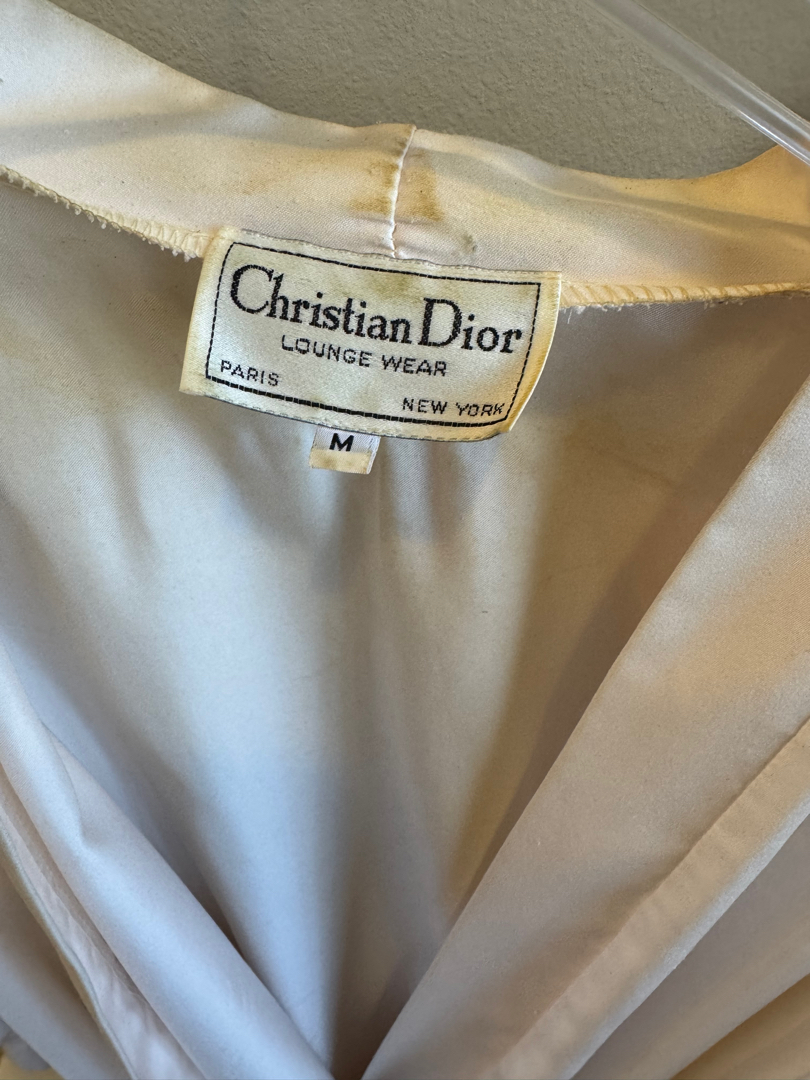 Christian Dior
LOUNGE WEAR
PARIS
NEW YORK
M